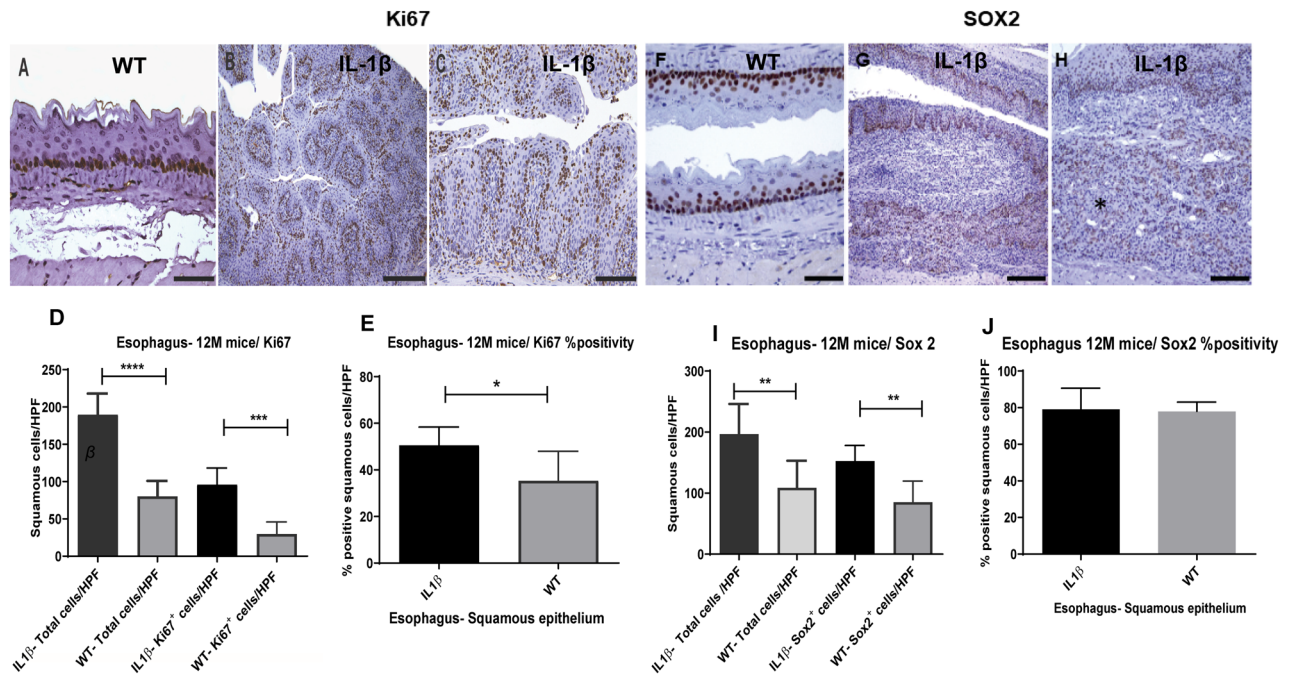 Ki67
SOX2
A WT
B IL-1β
C IL-1β
F WT
G IL-1β
H IL-1β
*
D
Esophagus- 12M mice/ Ki67
Squamous cells/HPF
250
200
150
100
50
0
****
***
β
IL1β- Total cells/HPF
WT- Total cells/HPF
IL1β- Ki67+ cells/HPF
WT- Ki67+ cells/HPF
E
Esophagus- 12M mice/ Ki67 %positivity
% positive squamous cells/HPF
80
60
40
20
0
*
IL1β
WT
Esophagus- Squamous epithelium
I
Esophagus- 12M mice/ Sox 2
Squamous cells/HPF
300
200
100
0
**
**
IL1β- Total cells /HPF
WT- Total cells/HPF
IL1β- Sox2+ cells/HPF
WT- Sox2+ cells/HPF
J
Esophagus 12M mice/ Sox2 %positivity
% positive squamous cells/HPF
100
80
60
40
20
0
IL1β
WT
Esophagus- Squamous epithelium